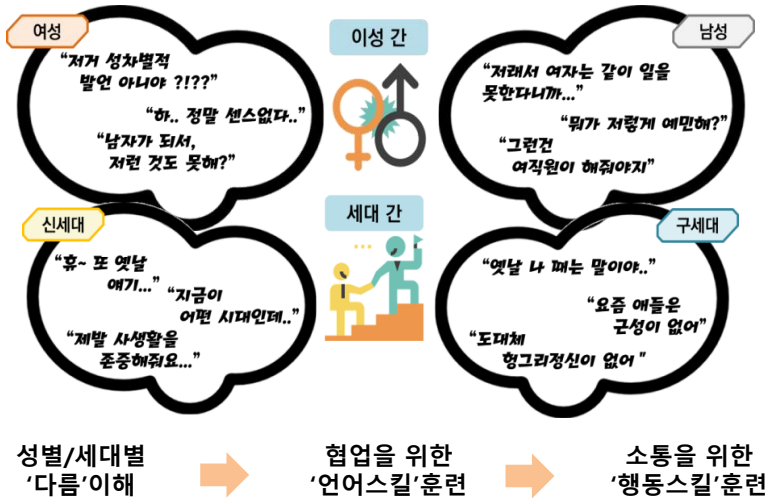 여성
"저거 성차별적
발언 아니야 ?!??"
"하.. 정말 센스없다.."
"남자가 되서,
저런 것도 못해?"
이성 간
남성
"저래서 여자는 같이 일을
못한다니까..."
"뭐가 저렇게 예민해?"
"그런건
여직원이 해줘야지"
신세대
"휴~ 또 옛날
얘기..."
"지금이
어떤 시대인데.."
"제발 사생활을
존중해줘요..."
세대 간
구세대
"옛날 나 때는 말이야.."
"요즘 애들은
근성이 없어"
"도대체
헝그리정신이 없어"
성별/세대별
'다름'이해
협업을 위한
'언어스킬'훈련
소통을 위한
'행동스킬'훈련